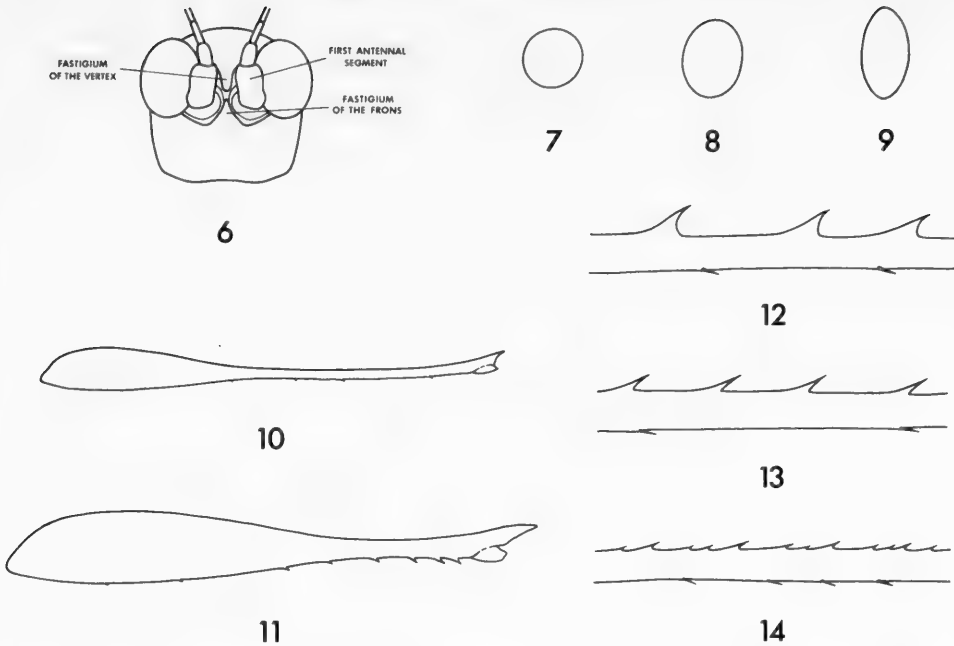 FASTIGIUM
OF THE VERTEX
FIRST ANTENNAL
SEGMENT
FASTIGIUM
OF THE FRONS
6
7
8
9
12
10
13
11
14